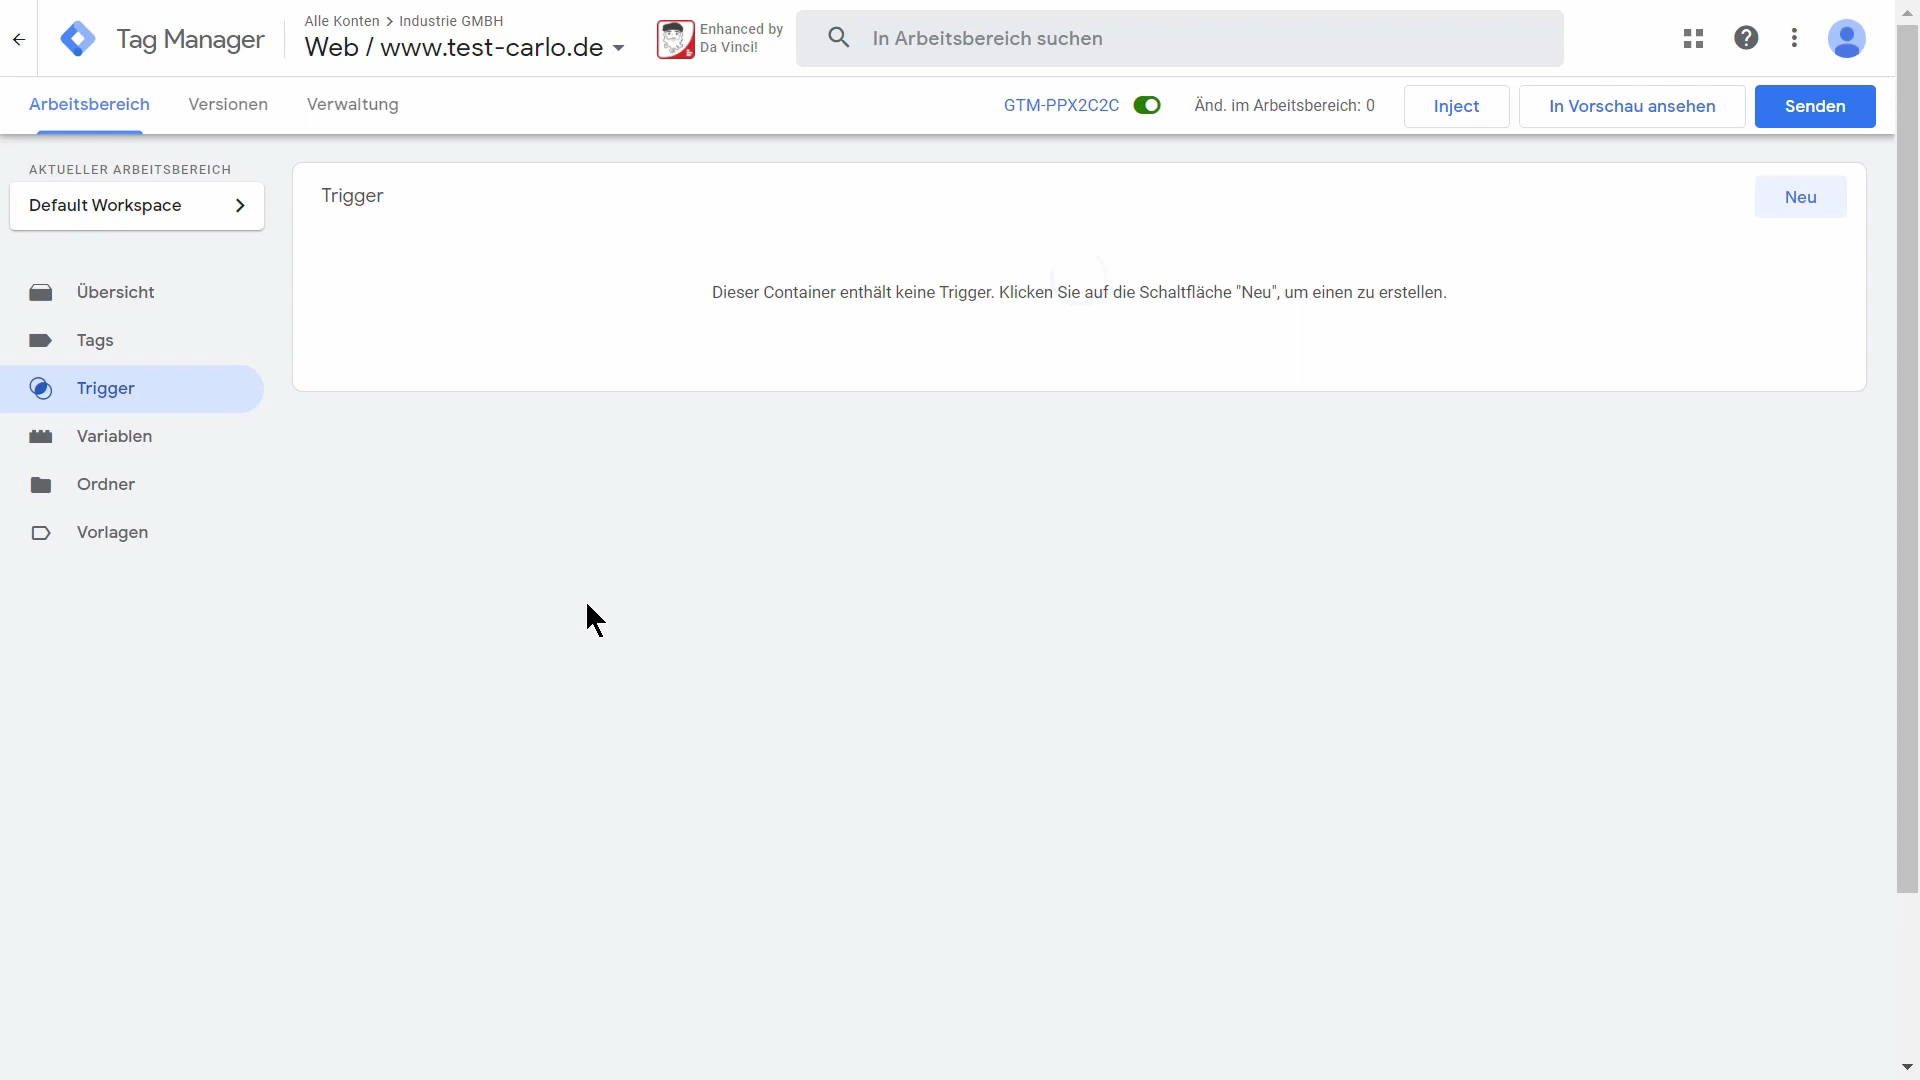 Tag Manager
Alle Konten > Industrie GMBH
Web / www.test-carlo.de
Enhanced by
Da Vinci!
In Arbeitsbereich suchen
Arbeitsbereich
Versionen
Verwaltung
GTM-PPX2C2C
Änd. im Arbeitsbereich: 0
Inject
In Vorschau ansehen
Senden
AKTUELLER ARBEITSBEREICH
Default Workspace
Übersicht
Tags
Trigger
Variablen
Ordner
Vorlagen
Trigger
Neu
Dieser Container enthält keine Trigger. Klicken Sie auf die Schaltfläche "Neu", um einen zu erstellen.